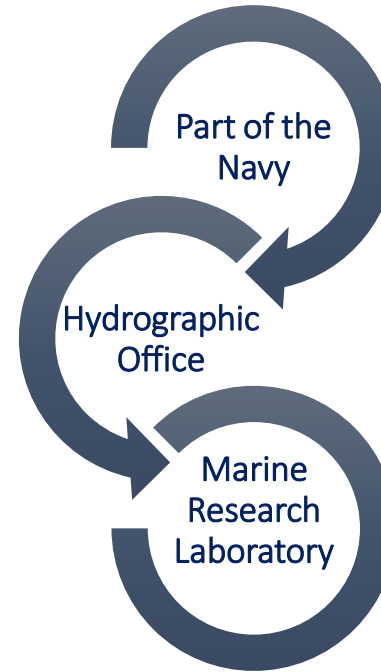 Part of the
Navy
Hydrographic
Office
Marine
Research
Laboratory